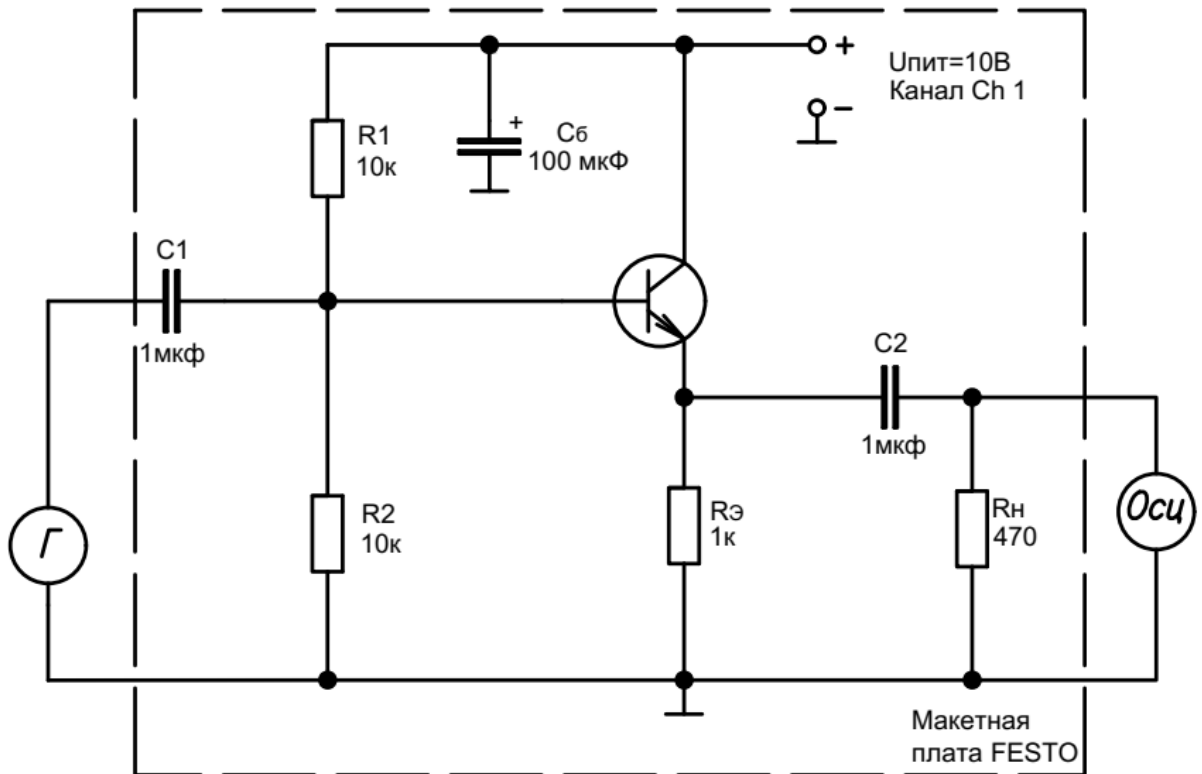 +
Uпит=10В
Канал Ch 1
−
R1
10к
+
Сб
100 мкФ
C1
1мкф
C2
1мкф
R2
10к
Rэ
1к
Rн
470
Г
Осц
Макетная
плата FESTO